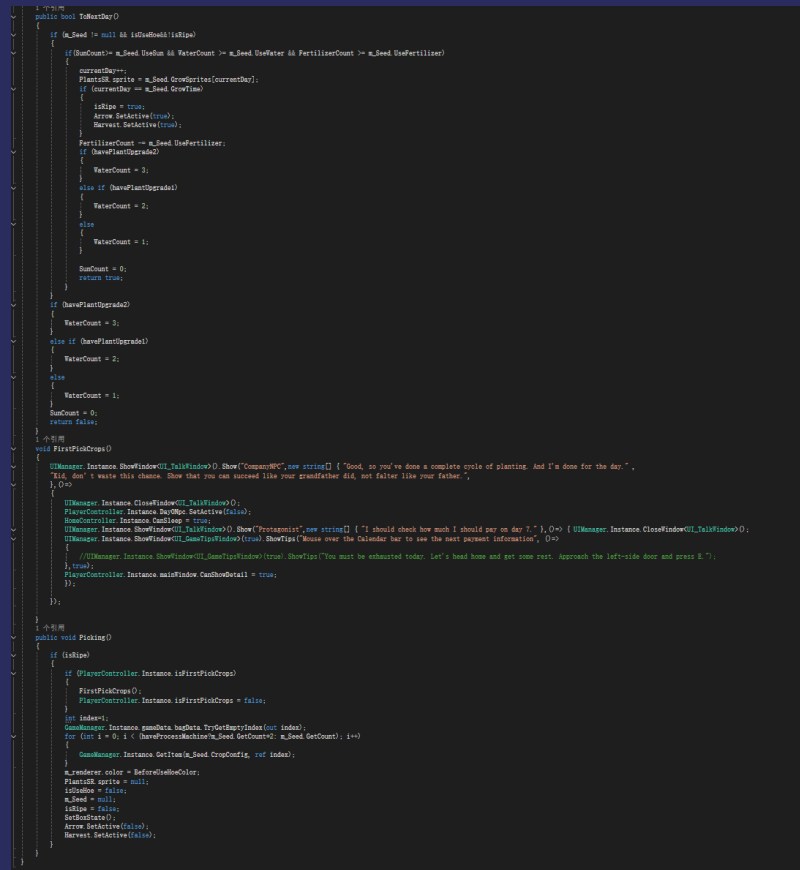 1 个引用
public bool ToNextDay()
{
if (m_Seed != null && isUseHoe&&!isRipe)
{
if(SunCount>= m_Seed.UseSun && WaterCount >= m_Seed.UseWater && FertilizerCount >= m_Seed.UseFertilizer)
{
currentDay++;
PlantsSR.sprite = m_Seed.GrowSprites[currentDay];
if (currentDay == m_Seed.GrowTime)
{
isRipe = true;
Arrow.SetActive(true);
Harvest.SetActive(true);
}
FertilizerCount -= m_Seed.UseFertilizer;
if (havePlantUpgrade2)
{
WaterCount = 3;
}
else if (havePlantUpgrade1)
{
WaterCount = 2;
}
else
{
WaterCount = 1;
}
SunCount = 0;
return true;
}
}
if (havePlantUpgrade2)
{
WaterCount = 3;
}
else if (havePlantUpgrade1)
{
WaterCount = 2;
}
else
{
WaterCount = 1;
}
SunCount = 0;
return false;
}
1 个引用
void FirstPickCrops()
{
UIManager.Instance.ShowWindow<UI_TalkWindow>().Show("CompanyNPC",new string[] { "Good, so you've done a complete cycle of planting. And I'm done for the day." ,
"Kid, don't waste this chance. Show that you can succeed like your grandfather did, not falter like your father.",
},()=>
{
UIManager.Instance.CloseWindow<UI_TalkWindow>();
PlayerController.Instance.Day0Npc.SetActive(false);
HomeController.Instance.CanSleep = true;
UIManager.Instance.ShowWindow<UI_TalkWindow>().Show("Protagonist",new string[] { "I should check how much I should pay on day 7." },()=> { UIManager.Instance.CloseWindow<UI_TalkWindow>();
UIManager.Instance.ShowWindow<UI_GameTipsWindow>(true).ShowTips("Mouse over the Calendar bar to see the next payment information", ()=>
{
//UIManager.Instance.ShowWindow<UI_GameTipsWindow>(true).ShowTips("You must be exhausted today. Let's head home and get some rest. Approach the left-side door and press E.");
},true);
PlayerController.Instance.mainWindow.CanShowDetail = true;
});
});
}
1 个引用
public void Picking()
{
if (isRipe)
{
if (PlayerController.Instance.isFirstPickCrops)
{
FirstPickCrops();
PlayerController.Instance.isFirstPickCrops = false;
}
int index=1;
GameManager.Instance.gameData.bagData.TryGetEmptyIndex(out index);
for (int i = 0; i < (haveProcessMachine?m_Seed.GetCount*2: m_Seed.GetCount); i++)
{
GameManager.Instance.GetItem(m_Seed.CropConfig, ref index);
}
m_renderer.color = BeforeUseHoeColor;
PlantsSR.sprite = null;
isUseHoe = false;
m_Seed = null;
isRipe = false;
SetBoxState();
Arrow.SetActive(false);
Harvest.SetActive(false);
}
}
}